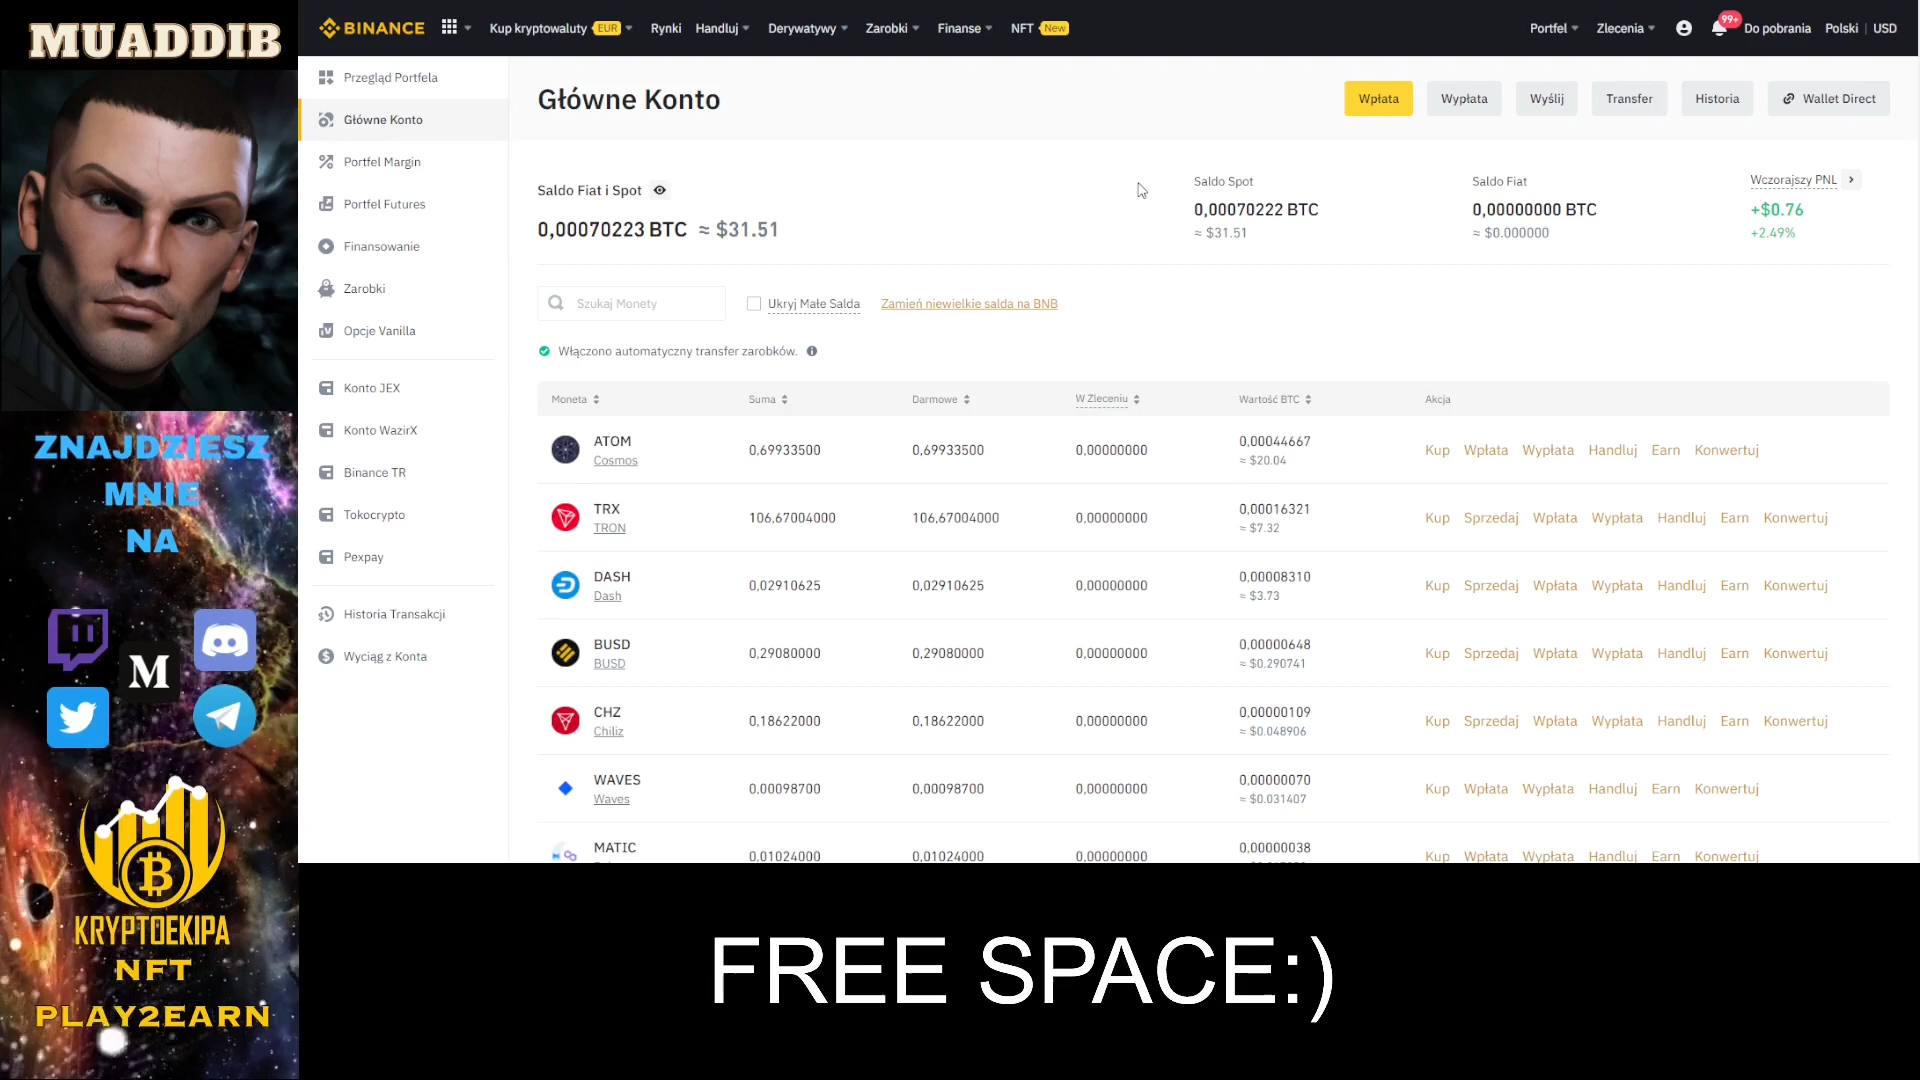 MUADDIB
ZNAJDZIESZ
MNIE
NA
M
KRYPTOEKIPA
NFT
PLAY2EARN
BINANCE
Kup kryptowaluty EUR
Rynki
Handluj
Derywatywy
Zarobki
Finanse
NFT New
Portfel
Zlecenia
99+
Do pobrania
Polski | USD
Przegląd Portfela
Główne Konto
Portfel Margin
Portfel Futures
Finansowanie
Zarobki
Opcje Vanilla
Konto JEX
Konto WazirX
Binance TR
Tokocrypto
Pexpay
Historia Transakcji
Wyciąg z Konta
Główne Konto
Wpłata
Wypłata
Wyślij
Transfer
Historia
Wallet Direct
Saldo Fiat i Spot
0,00070223 BTC ≈ $31.51
Saldo Spot
0,00070222 BTC
≈ $31.51
Saldo Fiat
0,00000000 BTC
≈ $0.000000
Wczorajszy PNL
+$0.76
+2.49%
Szukaj Monety
Ukryj Małe Salda
Zamień niewielkie salda na BNB
Włączono automatyczny transfer zarobków.
Moneta Suma Darmowe W Zleceniu Wartość BTC Akcja
ATOM
Cosmos
0,69933500 0,69933500 0,00000000
0,00044667
≈ $20.04
Kup Wpłata Wypłata Handluj Earn Konwertuj
TRX
TRON
106,67004000 106,67004000 0,00000000
0,00016321
≈ $7.32
Kup Sprzedaj Wpłata Wypłata Handluj Earn Konwertuj
DASH
Dash
0,02910625 0,02910625 0,00000000
0,00008310
≈ $3.73
Kup Sprzedaj Wpłata Wypłata Handluj Earn Konwertuj
BUSD
BUSD
0,29080000 0,29080000 0,00000000
0,00000648
≈ $0.290741
Kup Sprzedaj Wpłata Wypłata Handluj Earn Konwertuj
CHZ
Chiliz
0,18622000 0,18622000 0,00000000
0,00000109
≈ $0.048906
Kup Sprzedaj Wpłata Wypłata Handluj Earn Konwertuj
WAVES
Waves
0,00098700 0,00098700 0,00000000
0,00000070
≈ $0.031407
Kup Wpłata Wypłata Handluj Earn Konwertuj
MATIC
0,01024000 0,01024000 0,00000000
0,00000038
Kup Wpłata Wypłata Handluj Earn Konwertuj
FREE SPACE:)